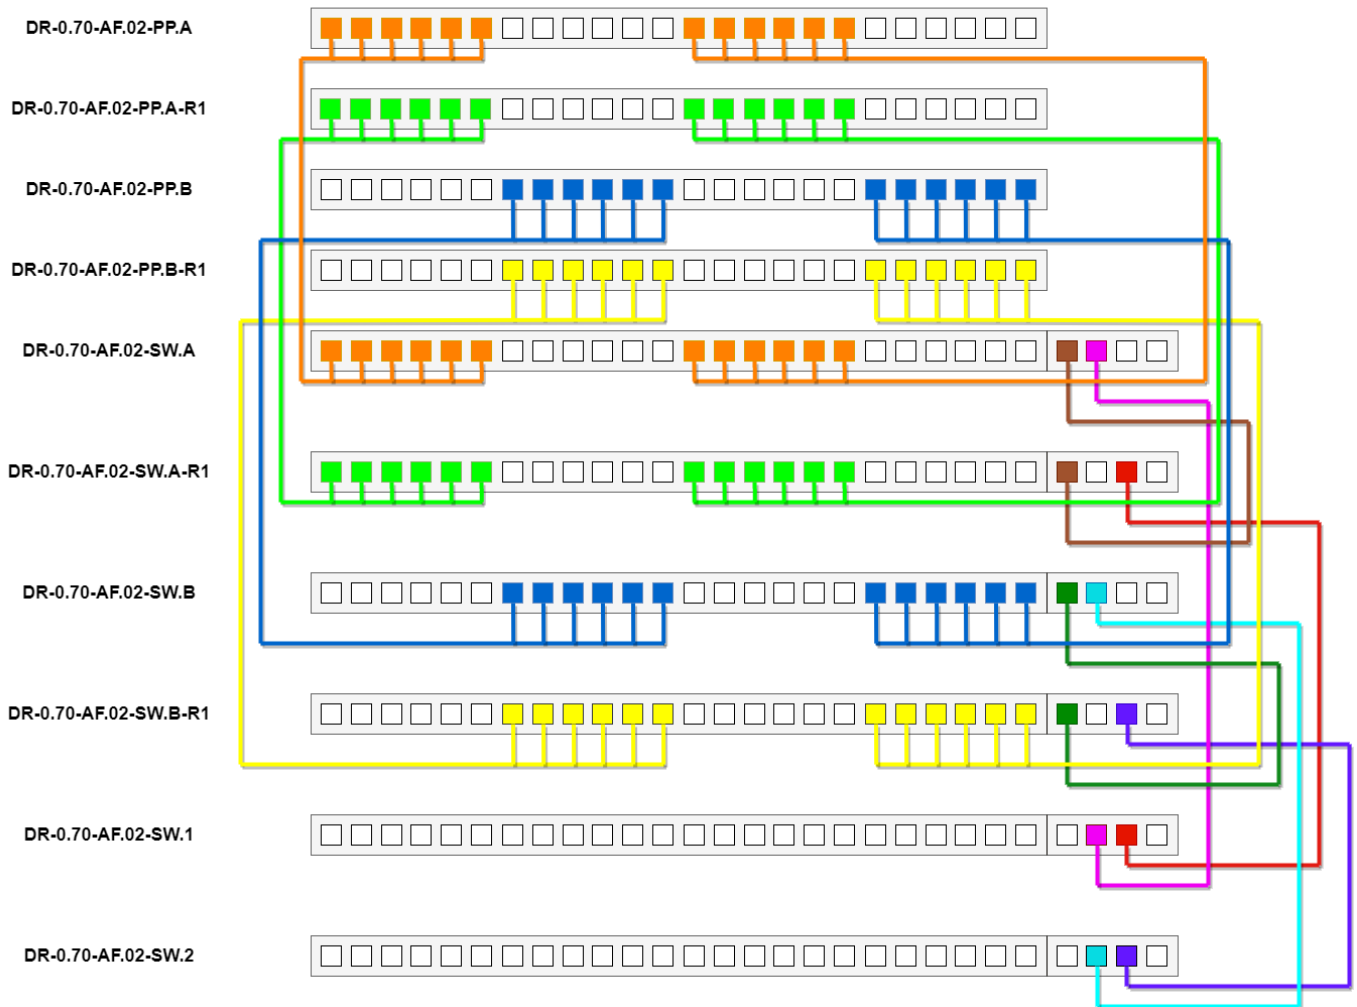 DR-0.70-AF.02-PP.A
DR-0.70-AF.02-PP.A-R1
DR-0.70-AF.02-PP.B
DR-0.70-AF.02-PP.B-R1
DR-0.70-AF.02-SW.A
DR-0.70-AF.02-SW.A-R1
DR-0.70-AF.02-SW.B
DR-0.70-AF.02-SW.B-R1
DR-0.70-AF.02-SW.1
DR-0.70-AF.02-SW.2